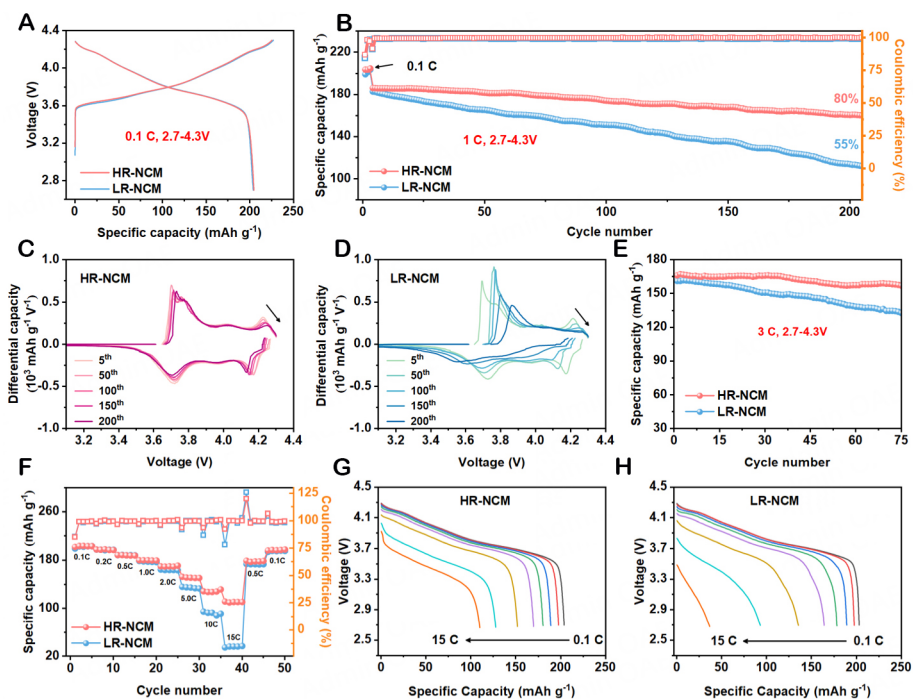 A
4.4
4.0
3.6
3.2
2.8
Voltage (V)
0.1 C, 2.7-4.3V
HR-NCM
LR-NCM
0 50 100 150 200 250
Specific capacity (mAh g-1)
B
220
180
140
100
Specific capacity (mAh g-1)
0.1 C
1 C, 2.7-4.3V
80%
55%
HR-NCM
LR-NCM
100
75
50
25
0
Coulombic efficiency (%)
0 50 100 150 200
Cycle number
C
HR-NCM
1.0
0.5
0.0
-0.5
-1.0
Differential capacity
(10³ mAh g-1 V-1)
5th
50th
100th
150th
200th
3.2 3.4 3.6 3.8 4.0 4.2 4.4
Voltage (V)
D
LR-NCM
1.0
0.5
0.0
-0.5
-1.0
Differential capacity
(10³ mAh g-1 V-1)
5th
50th
100th
150th
200th
3.2 3.4 3.6 3.8 4.0 4.2 4.4
Voltage (V)
E
180
150
120
90
60
30
Specific capacity (mAh g-1)
3 C, 2.7-4.3V
HR-NCM
LR-NCM
0 15 30 45 60 75
Cycle number
F
260
180
100
20
Specific capacity (mAh g-1)
0.1C
0.2C
0.5C
1.0C
2.0C
5.0C
10C
15C
0.5C
0.1C
HR-NCM
LR-NCM
125
100
75
50
25
0
Coulombic efficiency (%)
0 10 20 30 40 50
Cycle number
G
HR-NCM
4.5
4.1
3.7
3.3
2.9
2.5
Voltage (V)
15 C
0.1 C
0 50 100 150 200 250
Specific Capacity (mAh g-1)
H
LR-NCM
4.5
4.1
3.7
3.3
2.9
2.5
Voltage (V)
15 C
0.1 C
0 50 100 150 200 250
Specific Capacity (mAh g-1)